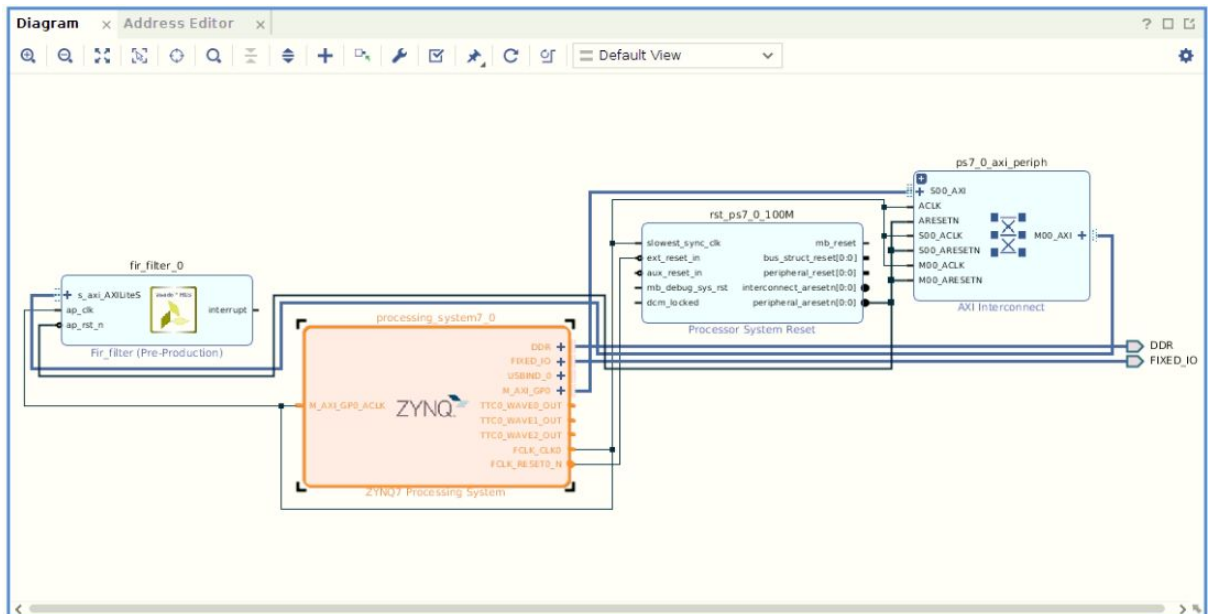 Diagram
Address Editor
Default View
ps7_0_axi_periph
S00_AXI
ACLK
ARESETN
S00_ACLK
S00_ARESETN
M00_ACLK
M00_ARESETN
M00_AXI
AXI Interconnect
rst_ps7_0_100M
slowest_sync_clk
ext_reset_in
aux_reset_in
mb_debug_sys_rst
dcm_locked
mb_reset
bus_struct_reset[0:0]
peripheral_reset[0:0]
interconnect_aresetn[0:0]
peripheral_aresetn[0:0]
Processor System Reset
fir_filter_0
s_axi_AXILiteS
ap_clk
ap_rst_n
interrupt
Fir_filter (Pre-Production)
processing_system7_0
M_AXI_GP0_ACLK
ZYNQ
DDR
FIXED_IO
USBIND_0
M_AXI_GP0
TTC0_WAVE0_OUT
TTC0_WAVE1_OUT
TTC0_WAVE2_OUT
FCLK_CLK0
FCLK_RESET0_N
ZYNQ7 Processing System
DDR
FIXED_IO